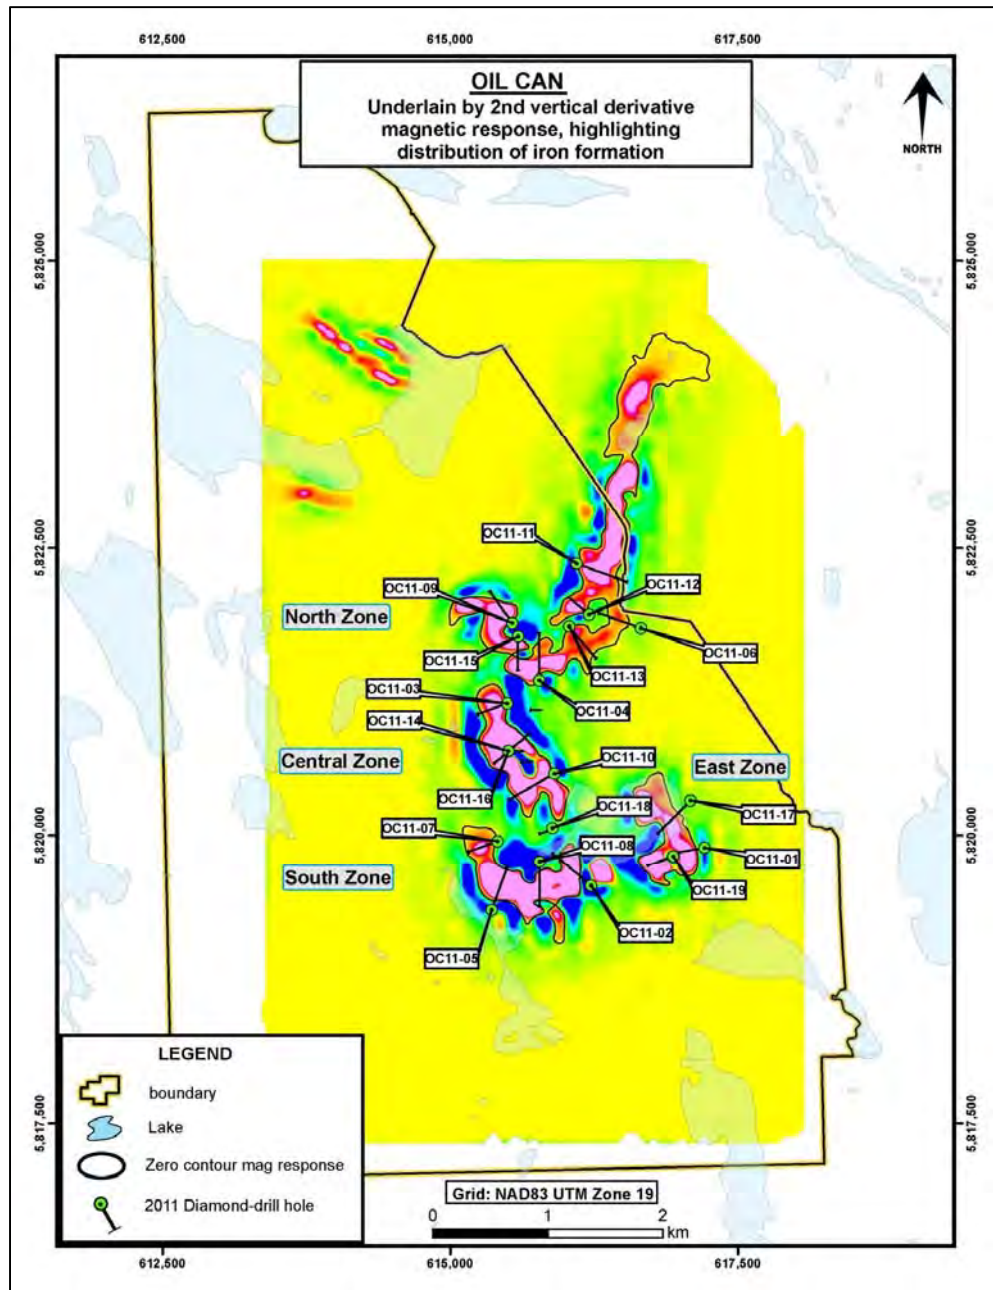 612,500
615,000
617,500
OIL CAN
Underlain by 2nd vertical derivative
magnetic response, highlighting
distribution of iron formation
NORTH
5,825,000
5,825,000
OC11-11
5,822,500
5,822,500
OC11-12
OC11-09
North Zone
OC11-06
OC11-15
OC11-13
OC11-03
OC11-04
OC11-14
Central Zone
OC11-10
East Zone
OC11-16
OC11-18
OC11-17
OC11-07
5,820,000
5,820,000
OC11-08
OC11-01
South Zone
OC11-19
OC11-02
OC11-05
LEGEND
boundary
Lake
Zero contour mag response
2011 Diamond-drill hole
5,817,500
5,817,500
Grid: NAD83 UTM Zone 19
0 1 2
km
612,500
615,000
617,500